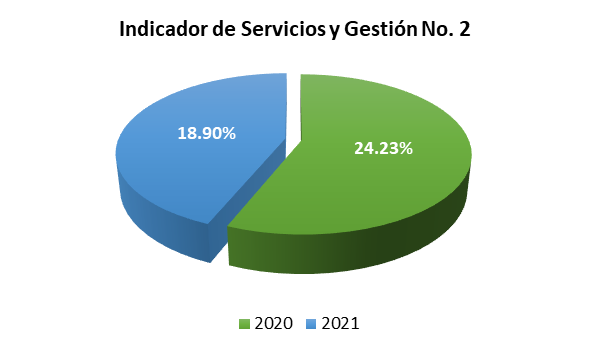 Indicador de Servicios y Gestión No. 2
18.90%
24.23%
2020 2021